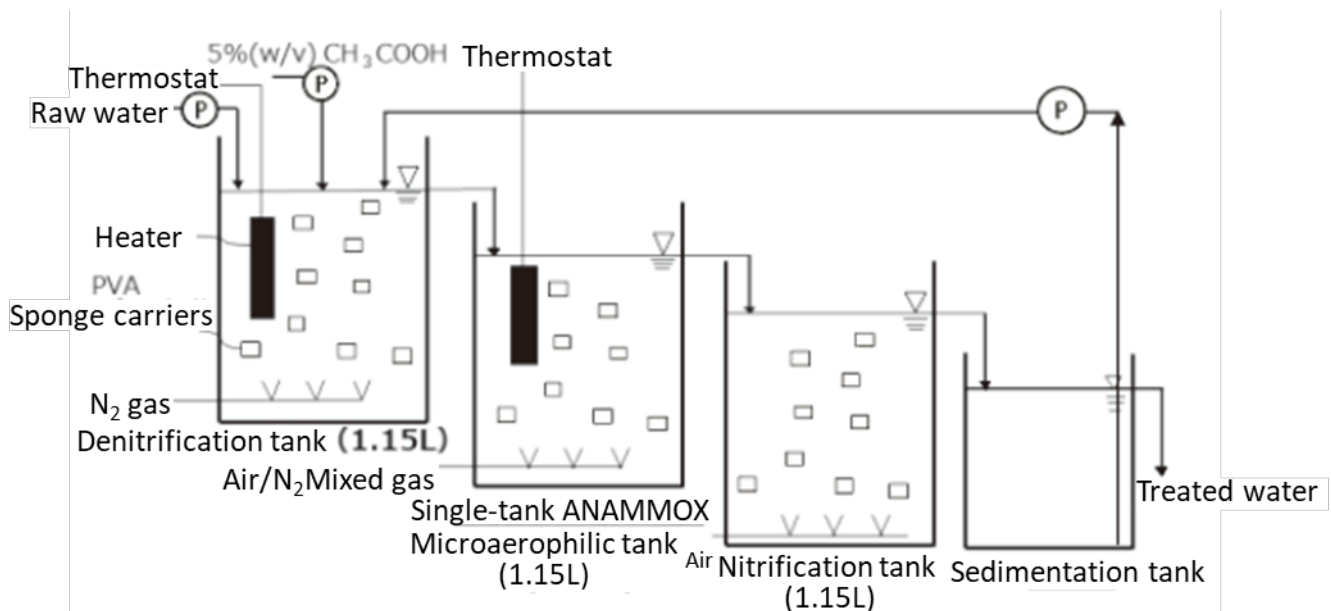 5%(w/v) CH₃COOH
Thermostat
Thermostat
Raw water
P
P
P
Heater
PVA
Sponge carriers
N₂ gas
Denitrification tank (1.15L)
Air/N₂Mixed gas
Single-tank ANAMMOX
Microaerophilic tank
(1.15L)
Air
Nitrification tank
(1.15L)
Sedimentation tank
Treated water